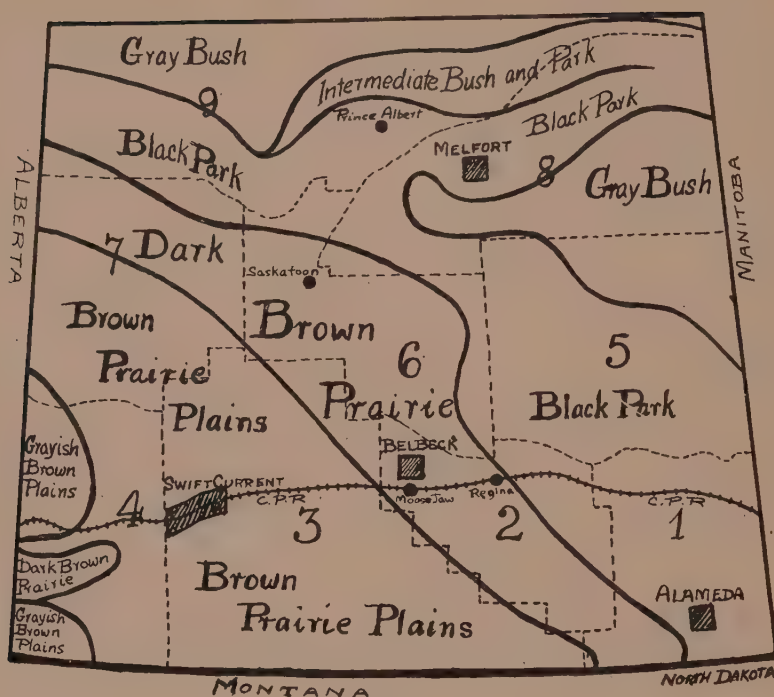 Gray Bush
Intermediate Bush and Park
9
Prince Albert
Black Park
MELFORT
Black Park
8
Gray Bush
ALBERTA
MANITOBA
7 Dark
Saskatoon
Brown
Brown
Prairie
Plains
6
Prairie
5
Black Park
Grayish
Brown
Plains
BELBECK
SWIFT CURRENT
C.P.R
Moose Jaw
Regina
C.P.R
4
3
2
1
Dark Brown
Prairie
Brown
Prairie Plains
ALAMEDA
Grayish
Brown
Plains
MONTANA
NORTH DAKOTA